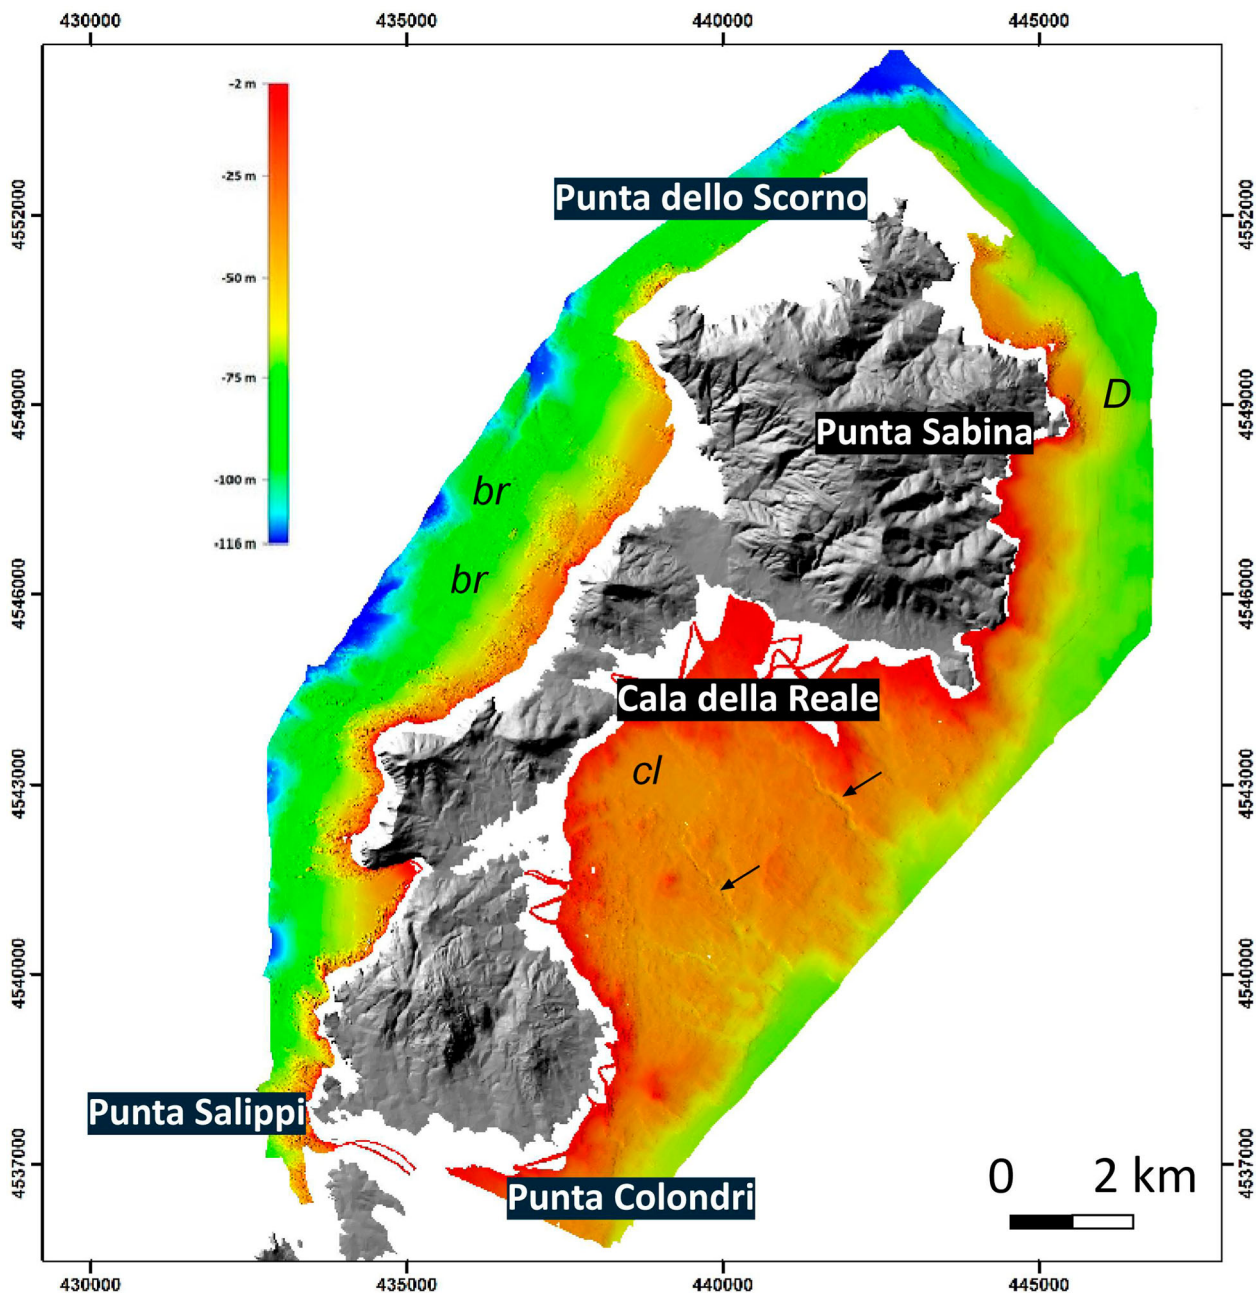 430000 435000 440000 445000
-2 m
-25 m
-50 m
-75 m
-100 m
-116 m
4552000 4552000
4549000 4549000
4546000 4546000
4543000 4543000
4540000 4540000
4537000 4537000
Punta dello Scorno
D
Punta Sabina
br
br
Cala della Reale
cl
Punta Salippi
Punta Colondri
0 2 km
430000 435000 440000 445000